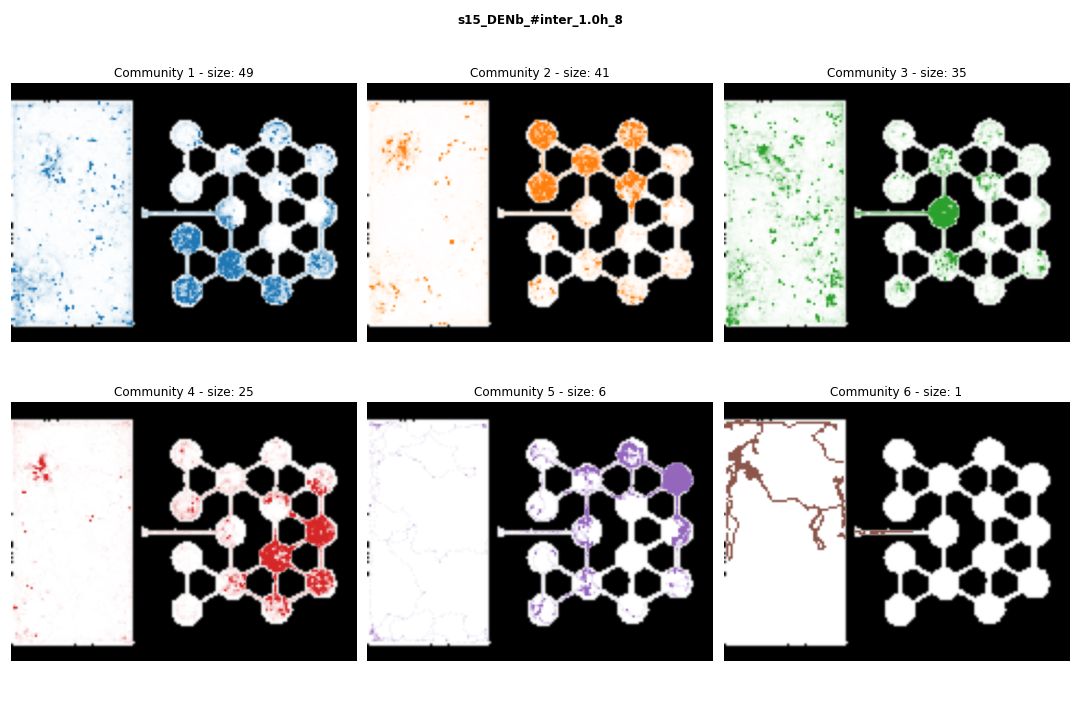 s15_DENb_#inter_1.0h_8
Community 1 - size: 49
Community 2 - size: 41
Community 3 - size: 35
Community 4 - size: 25
Community 5 - size: 6
Community 6 - size: 1